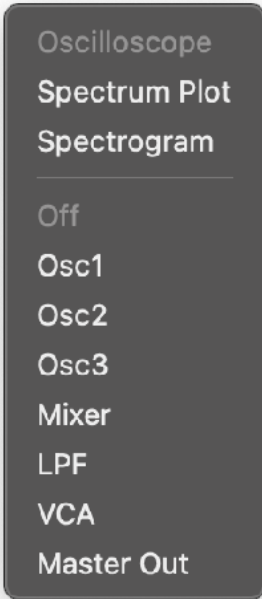 Oscilloscope
Spectrum Plot
Spectrogram
Off
Osc1
Osc2
Osc3
Mixer
LPF
VCA
Master Out